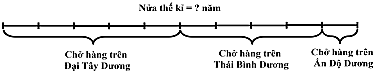 Nửa thế kỉ = ? năm
Chở hàng trên
Đại Tây Dương
Chở hàng trên
Thái Bình Dương
Chở hàng trên
Ấn Độ Dương